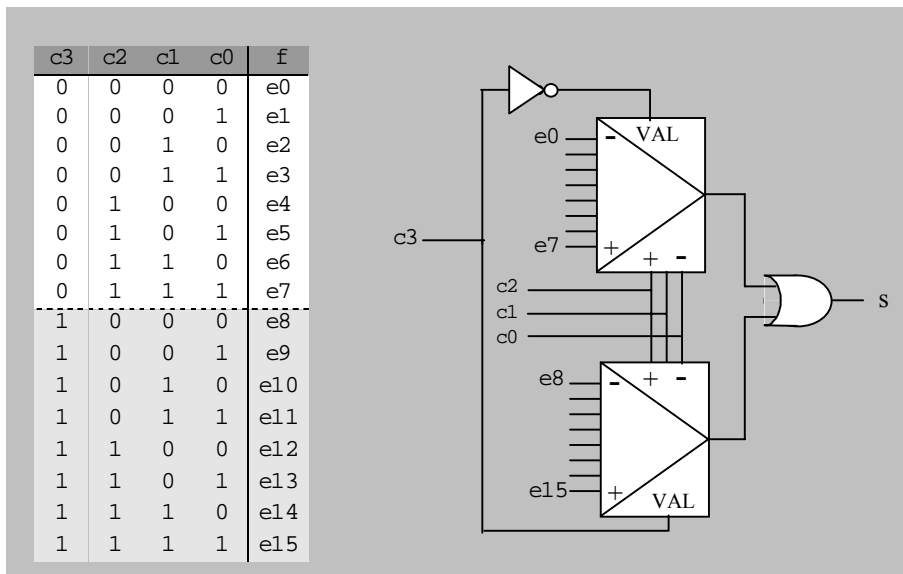 c3 c2 c1 c0 f
0 0 0 0 e0
0 0 0 1 e1
0 0 1 0 e2
0 0 1 1 e3
0 1 0 0 e4
0 1 0 1 e5
0 1 1 0 e6
0 1 1 1 e7
1 0 0 0 e8
1 0 0 1 e9
1 0 1 0 e10
1 0 1 1 e11
1 1 0 0 e12
1 1 0 1 e13
1 1 1 0 e14
1 1 1 1 e15
e0 - VAL
c3
e7 +
+ -
c2
c1
c0
s
+ -
e8 -
e15 +
VAL